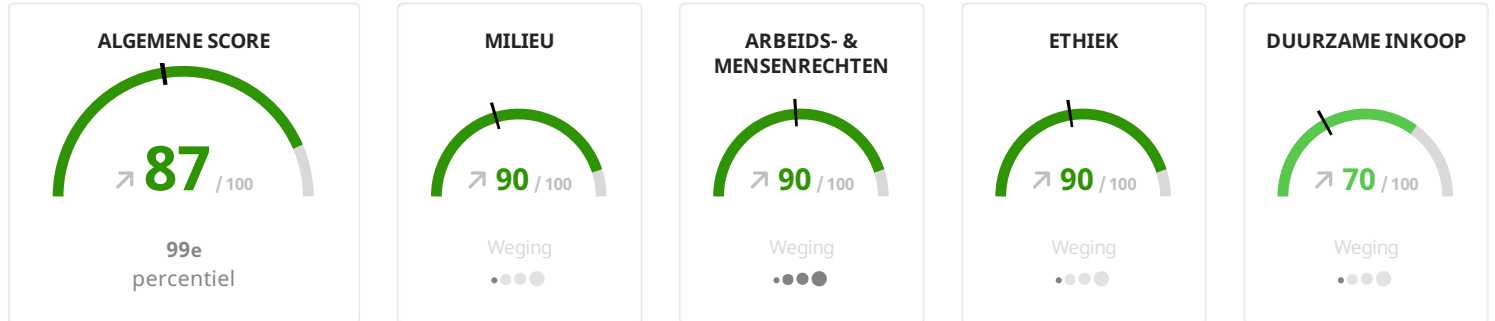 ALGEMENE SCORE
87 / 100
99e
percentiel
MILIEU
90 / 100
Weging
ARBEIDS- &
MENSENRECHTEN
90 / 100
Weging
ETHIEK
90 / 100
Weging
DUURZAME INKOOP
70 / 100
Weging